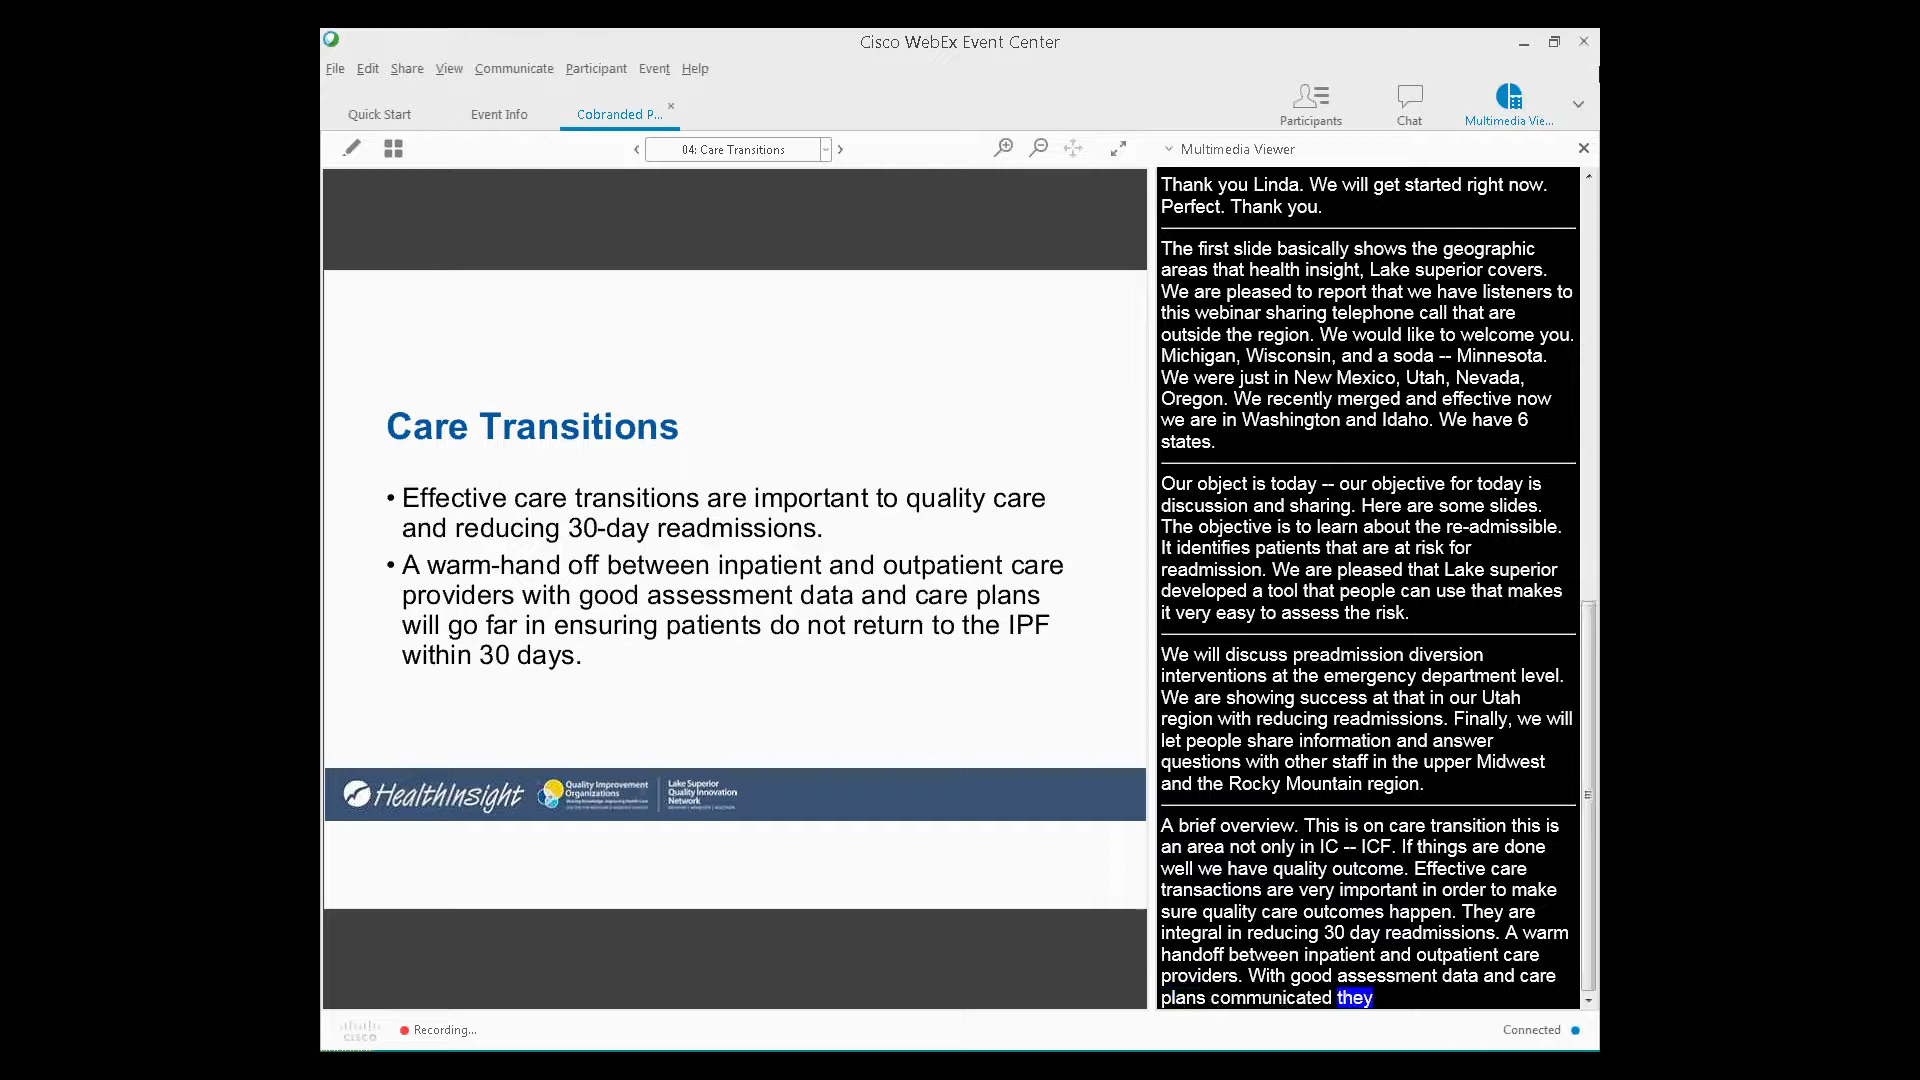 Cisco WebEx Event Center
File Edit Share View Communicate Participant Event Help
Quick Start Event Info Cobranded P...
Participants Chat Multimedia Vie...
04: Care Transitions
Multimedia Viewer
Care Transitions
• Effective care transitions are important to quality care
and reducing 30-day readmissions.
• A warm-hand off between inpatient and outpatient care
providers with good assessment data and care plans
will go far in ensuring patients do not return to the IPF
within 30 days.
HealthInsight
Quality Improvement
Organizations
Lake Superior
Quality Innovation
Network
Thank you Linda. We will get started right now.
Perfect. Thank you.
The first slide basically shows the geographic
areas that health insight, Lake superior covers.
We are pleased to report that we have listeners to
this webinar sharing telephone call that are
outside the region. We would like to welcome you.
Michigan, Wisconsin, and a soda -- Minnesota.
We were just in New Mexico, Utah, Nevada,
Oregon. We recently merged and effective now
we are in Washington and Idaho. We have 6
states.
Our object is today -- our objective for today is
discussion and sharing. Here are some slides.
The objective is to learn about the re-admissible.
It identifies patients that are at risk for
readmission. We are pleased that Lake superior
developed a tool that people can use that makes
it very easy to assess the risk.
We will discuss preadmission diversion
interventions at the emergency department level.
We are showing success at that in our Utah
region with reducing readmissions. Finally, we will
let people share information and answer
questions with other staff in the upper Midwest
and the Rocky Mountain region.
A brief overview. This is on care transition this is
an area not only in IC -- ICF. If things are done
well we have quality outcome. Effective care
transactions are very important in order to make
sure quality care outcomes happen. They are
integral in reducing 30 day readmissions. A warm
handoff between inpatient and outpatient care
providers. With good assessment data and care
plans communicated they
cisco
Recording...
Connected